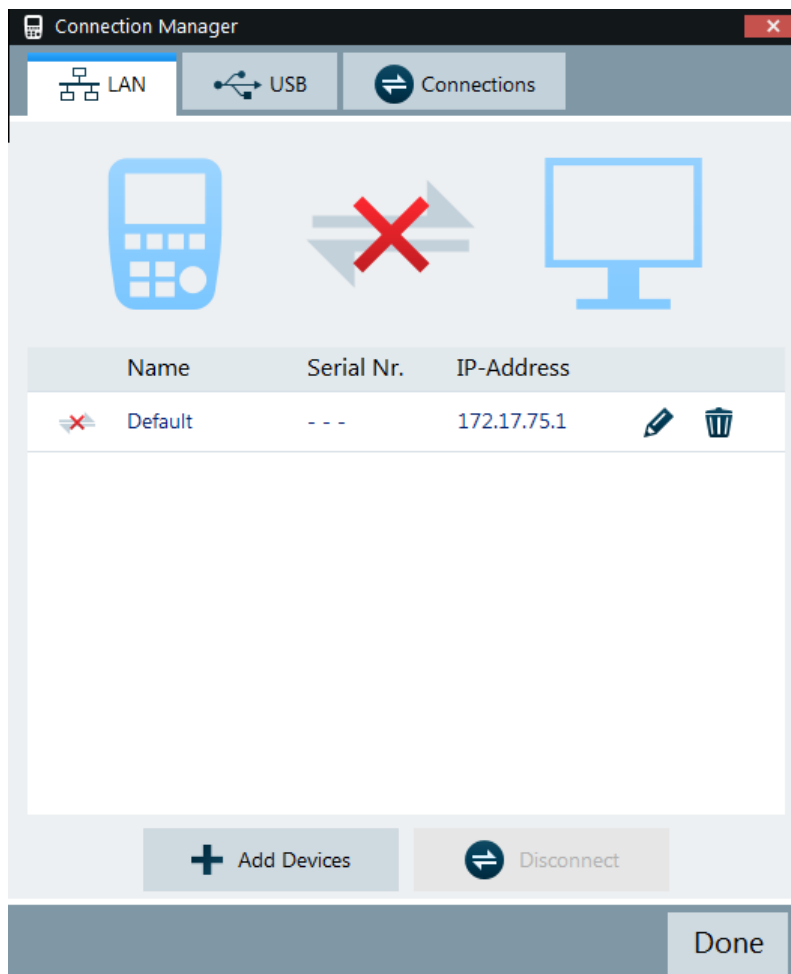 Connection Manager
LAN USB Connections
Name Serial Nr. IP-Address
Default - - - 172.17.75.1
Add Devices Disconnect
Done